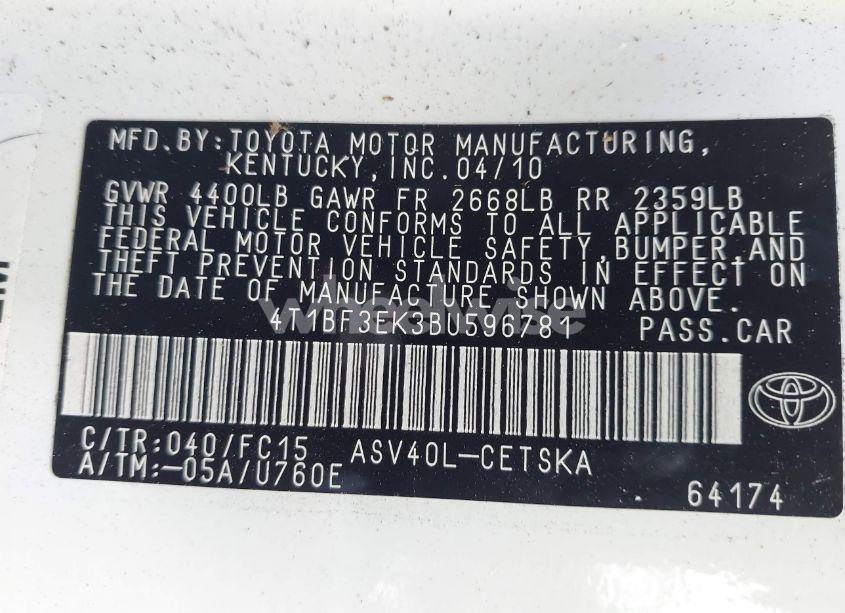 MFD.BY:TOYOTA MOTOR MANUFACTURING,
KENTUCKY,INC.04/10
GVWR 4400LB GAWR FR 2668LB RR 2359LB
THIS VEHICLE CONFORMS TO ALL APPLICABLE
FEDERAL MOTOR VEHICLE SAFETY,BUMPER,AND
THEFT PREVENTION STANDARDS IN EFFECT ON
THE DATE OF MANUFACTURE SHOWN ABOVE.
4T1BF3EK3BU596781 PASS.CAR
C/TR:040/FC15 ASV40L-CETSKA
A/TM:-05A/U760E
64174